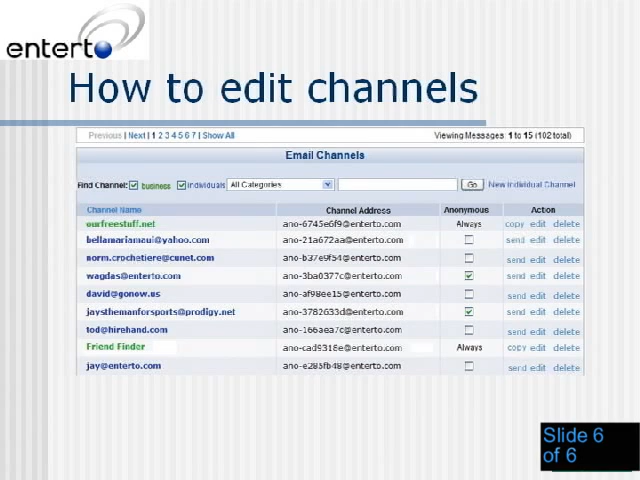 enterto
How to edit channels
Previous | Next | 1 2 3 4 5 6 7 | Show All Viewing Messages: 1 to 15 (102 total)
Email Channels
Find Channel: business Individuals All Categories Go New Individual Channel
Channel Name Channel Address Anonymous Action
ourfreestuff.net ano-6745e6f9@enterto.com Always copy edit delete
bellamariamaui@yahoo.com ano-21a672aa@enterto.com send edit delete
norm.crochetiere@cunet.com ano-b37e9f54@enterto.com send edit delete
wagdas@enterto.com ano-3ba0377c@enterto.com send edit delete
david@gonow.us ano-af98ee15@enterto.com send edit delete
jaysthemanforsports@prodigy.net ano-3782633d@enterto.com send edit delete
tod@hirehand.com ano-166aea7c@enterto.com send edit delete
Friend Finder ano-cad9316e@enterto.com Always copy edit delete
jay@enterto.com ano-e285fb48@enterto.com send edit delete
Slide 6
of 6